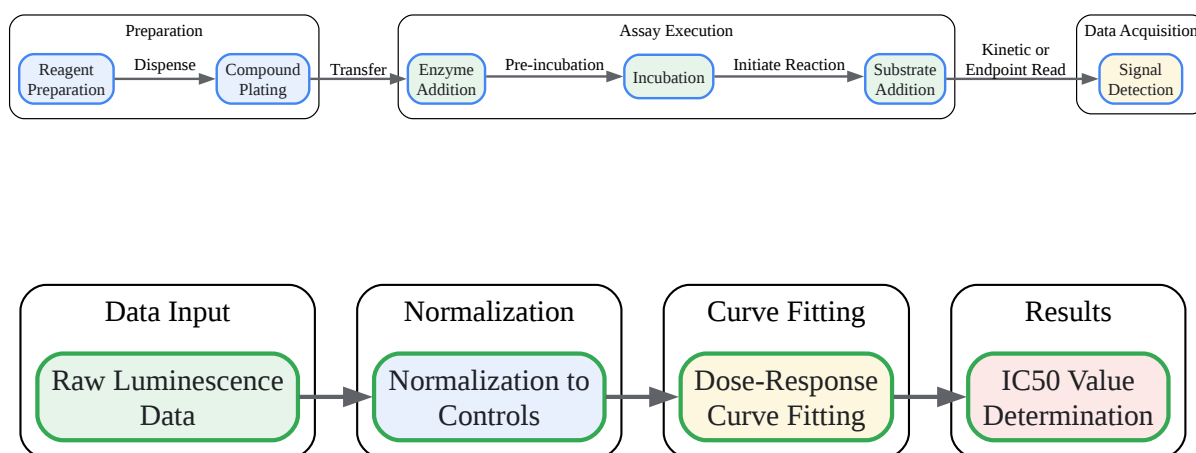 Preparation
Assay Execution
Data Acquisition
Reagent
Preparation
Dispense
Compound
Plating
Transfer
Enzyme
Addition
Pre-incubation
Incubation
Initiate Reaction
Substrate
Addition
Kinetic or
Endpoint Read
Signal
Detection
Data Input
Normalization
Curve Fitting
Results
Raw Luminescence
Data
Normalization to
Controls
Dose-Response
Curve Fitting
IC50 Value
Determination